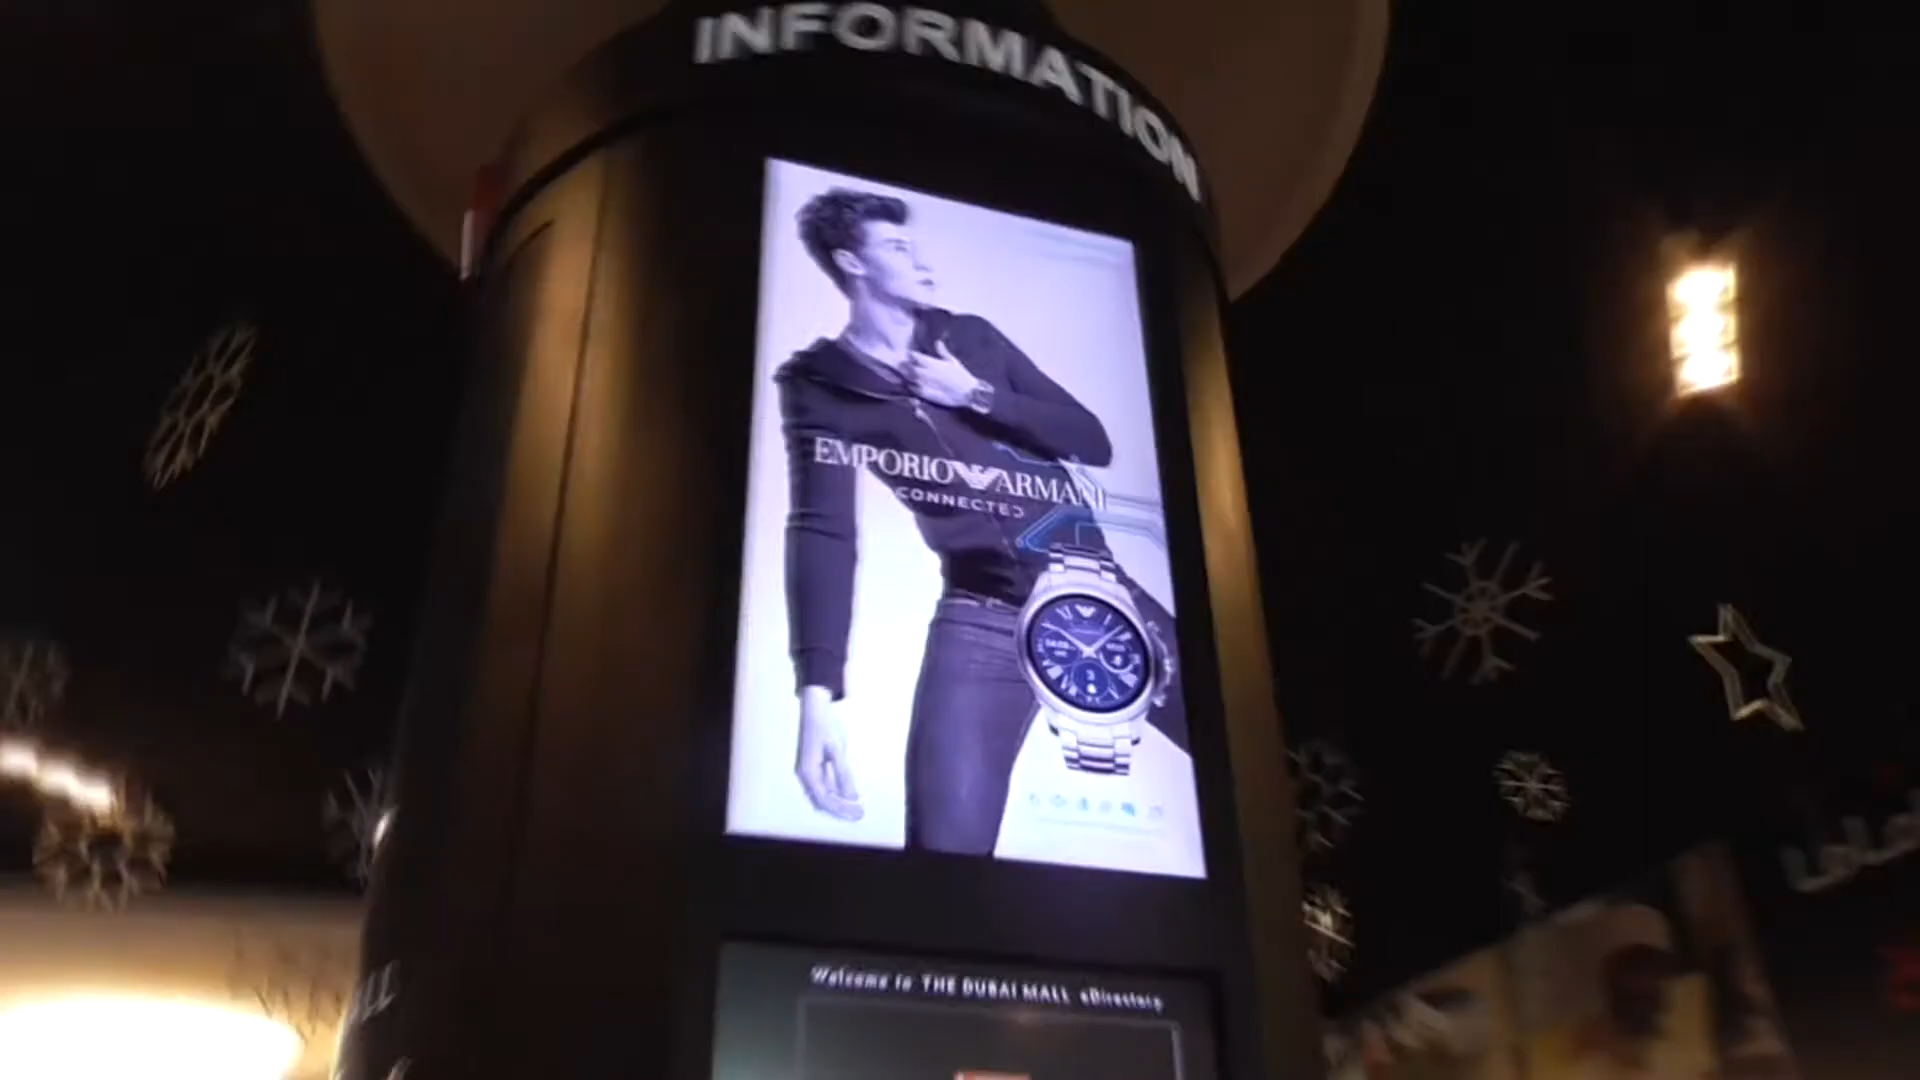 INFORMATION
EMPORIO ARMANI
CONNECTED
Welcome to THE DUBAI MALL eDirectory